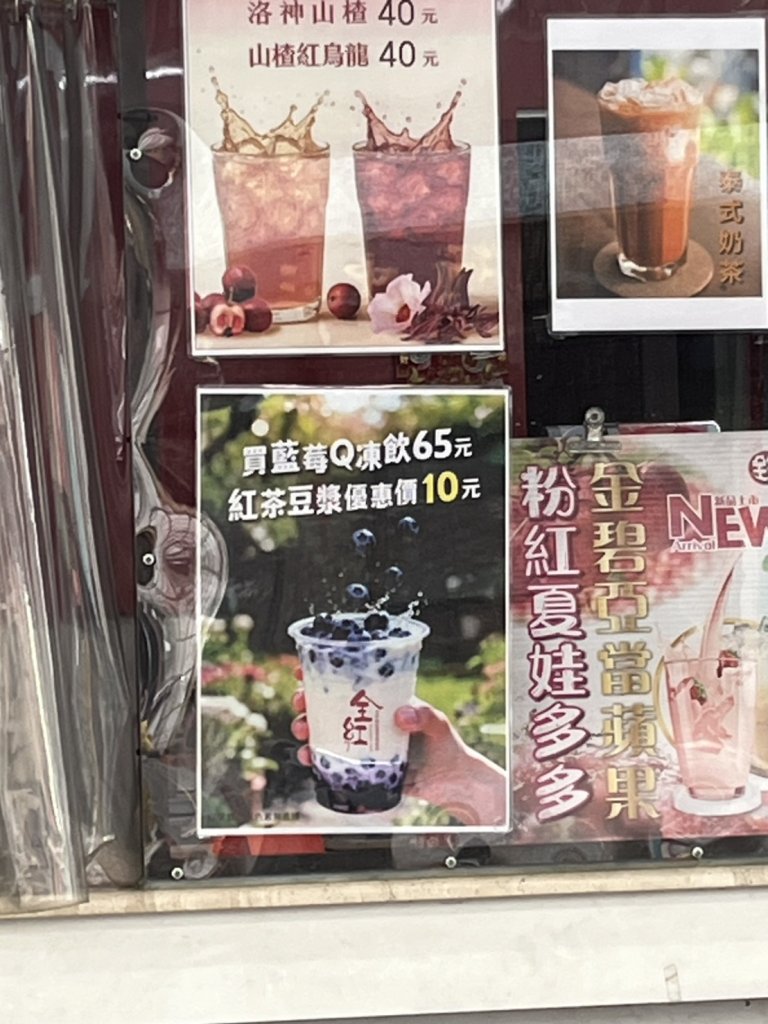 洛神山楂 40元
山楂紅烏龍 40元
泰式奶茶
買藍莓Q凍飲65元
紅茶豆漿優惠價10元
全紅
金碧亞當蘋果
粉紅夏娃多多
新品上市
NEW
Arrival